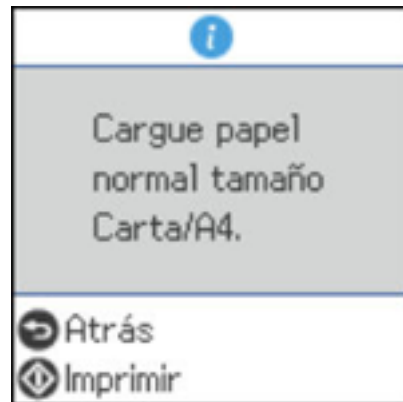 Cargue papel
normal tamaño
Carta/A4.
Atrás
Imprimir